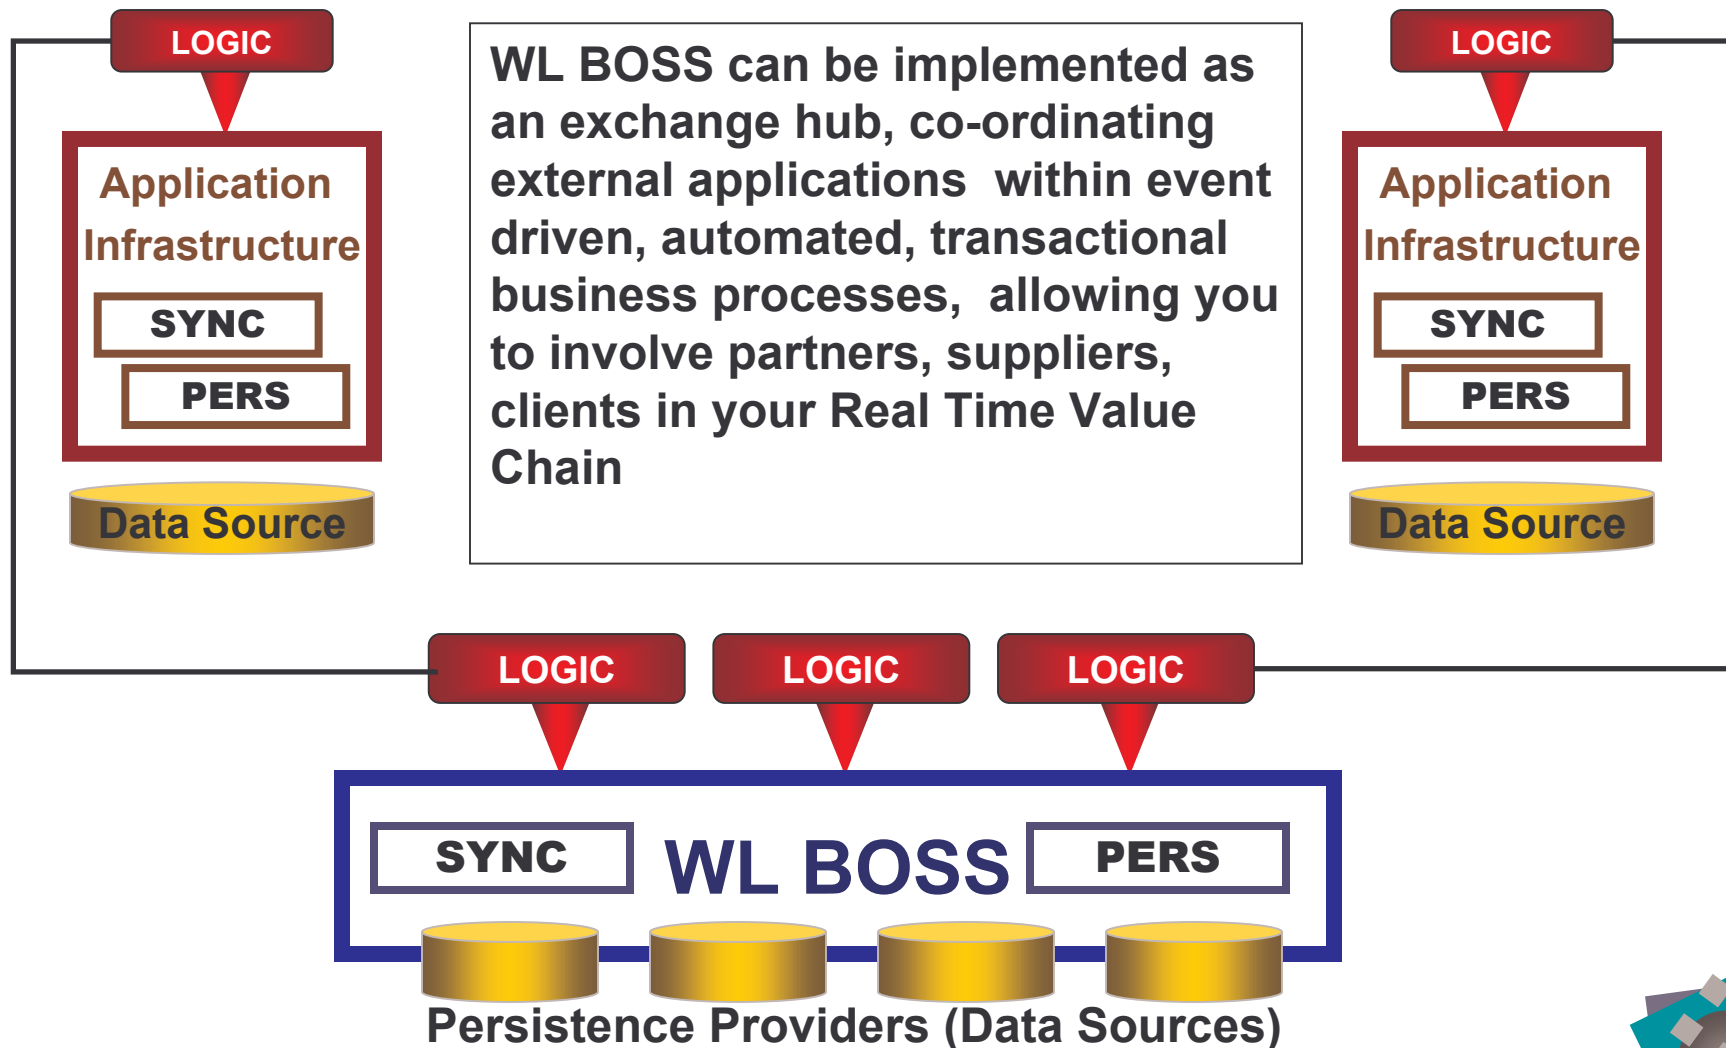 LOGIC
Application
Infrastructure
SYNC
PERS
Data Source
WL BOSS can be implemented as
an exchange hub, co-ordinating
external applications  within event
driven, automated, transactional
business processes,  allowing you
to involve partners, suppliers,
clients in your Real Time Value
Chain
LOGIC
Application
Infrastructure
SYNC
PERS
Data Source
LOGIC
LOGIC
LOGIC
SYNC
WL BOSS
PERS
Persistence Providers (Data Sources)